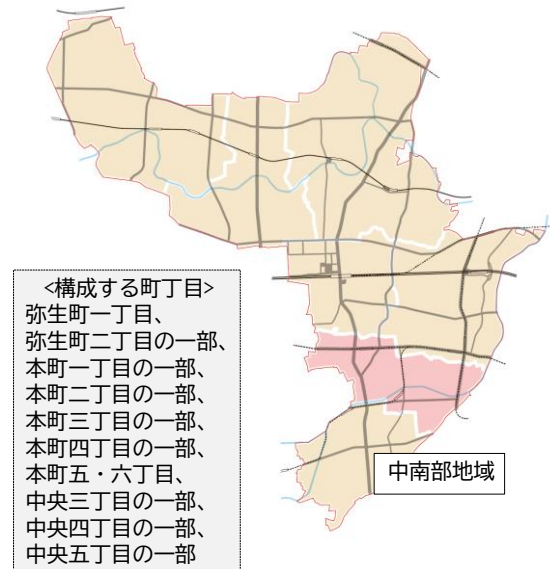 <構成する町丁目>
弥生町一丁目、
弥生町二丁目の一部、
本町一丁目の一部、
本町二丁目の一部、
本町三丁目の一部、
本町四丁目の一部、
本町五・六丁目、
中央三丁目の一部、
中央四丁目の一部、
中央五丁目の一部
中南部地域